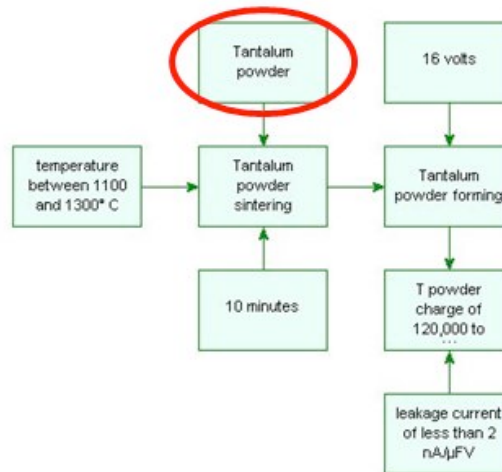 Tantalum
powder
16 volts
temperature
between 1100
and 1300° C
Tantalum
powder
sintering
Tantalum
powder forming
10 minutes
T powder
charge of
120,000 to
...
leakage current
of less than 2
nA/µFV